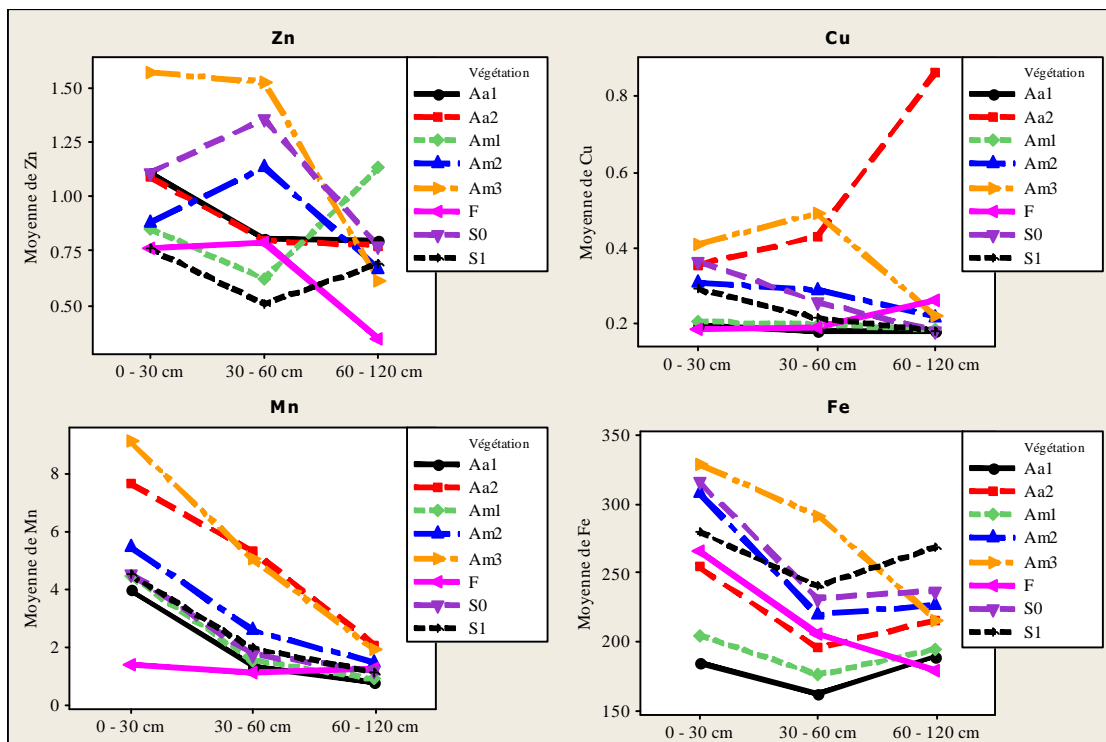 Zn
Moyenne de Zn
1.50
1.25
1.00
0.75
0.50
0 - 30 cm 30 - 60 cm 60 - 120 cm
Végétation
Aa1
Aa2
Am1
Am2
Am3
F
S0
S1
Cu
Moyenne de Cu
0.8
0.6
0.4
0.2
0 - 30 cm 30 - 60 cm 60 - 120 cm
Végétation
Aa1
Aa2
Am1
Am2
Am3
F
S0
S1
Mn
Moyenne de Mn
8
6
4
2
0
0 - 30 cm 30 - 60 cm 60 - 120 cm
Végétation
Aa1
Aa2
Am1
Am2
Am3
F
S0
S1
Fe
Moyenne de Fe
350
300
250
200
150
0 - 30 cm 30 - 60 cm 60 - 120 cm
Végétation
Aa1
Aa2
Am1
Am2
Am3
F
S0
S1